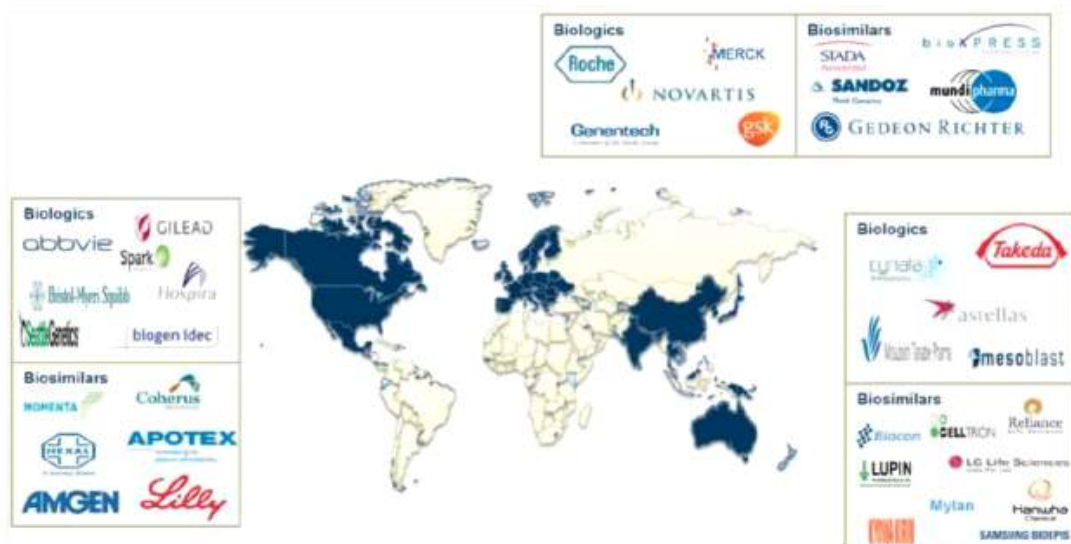 Biologics
Roche
MERCK
NOVARTIS
Genentech
gsk
Biosimilars
bioXPRESS
STADA
SANDOZ
mundipharma
GEDEON RICHTER
Biologics
GILEAD
abbvie
Spark
Hospira
Bristol-Myers Squibb
SeattleGenetics
biogen idec
Biosimilars
MOMENTA
Coherus
HEXAL
APOTEX
AMGEN
Lilly
Biologics
Takeda
cynata
astellas
mesoblast
Biosimilars
Biocon
CELLTRION
Reliance
LUPIN
LG Life Sciences
Mylan
Hanwha
Chemical
SAMSUNG BIOEPIS